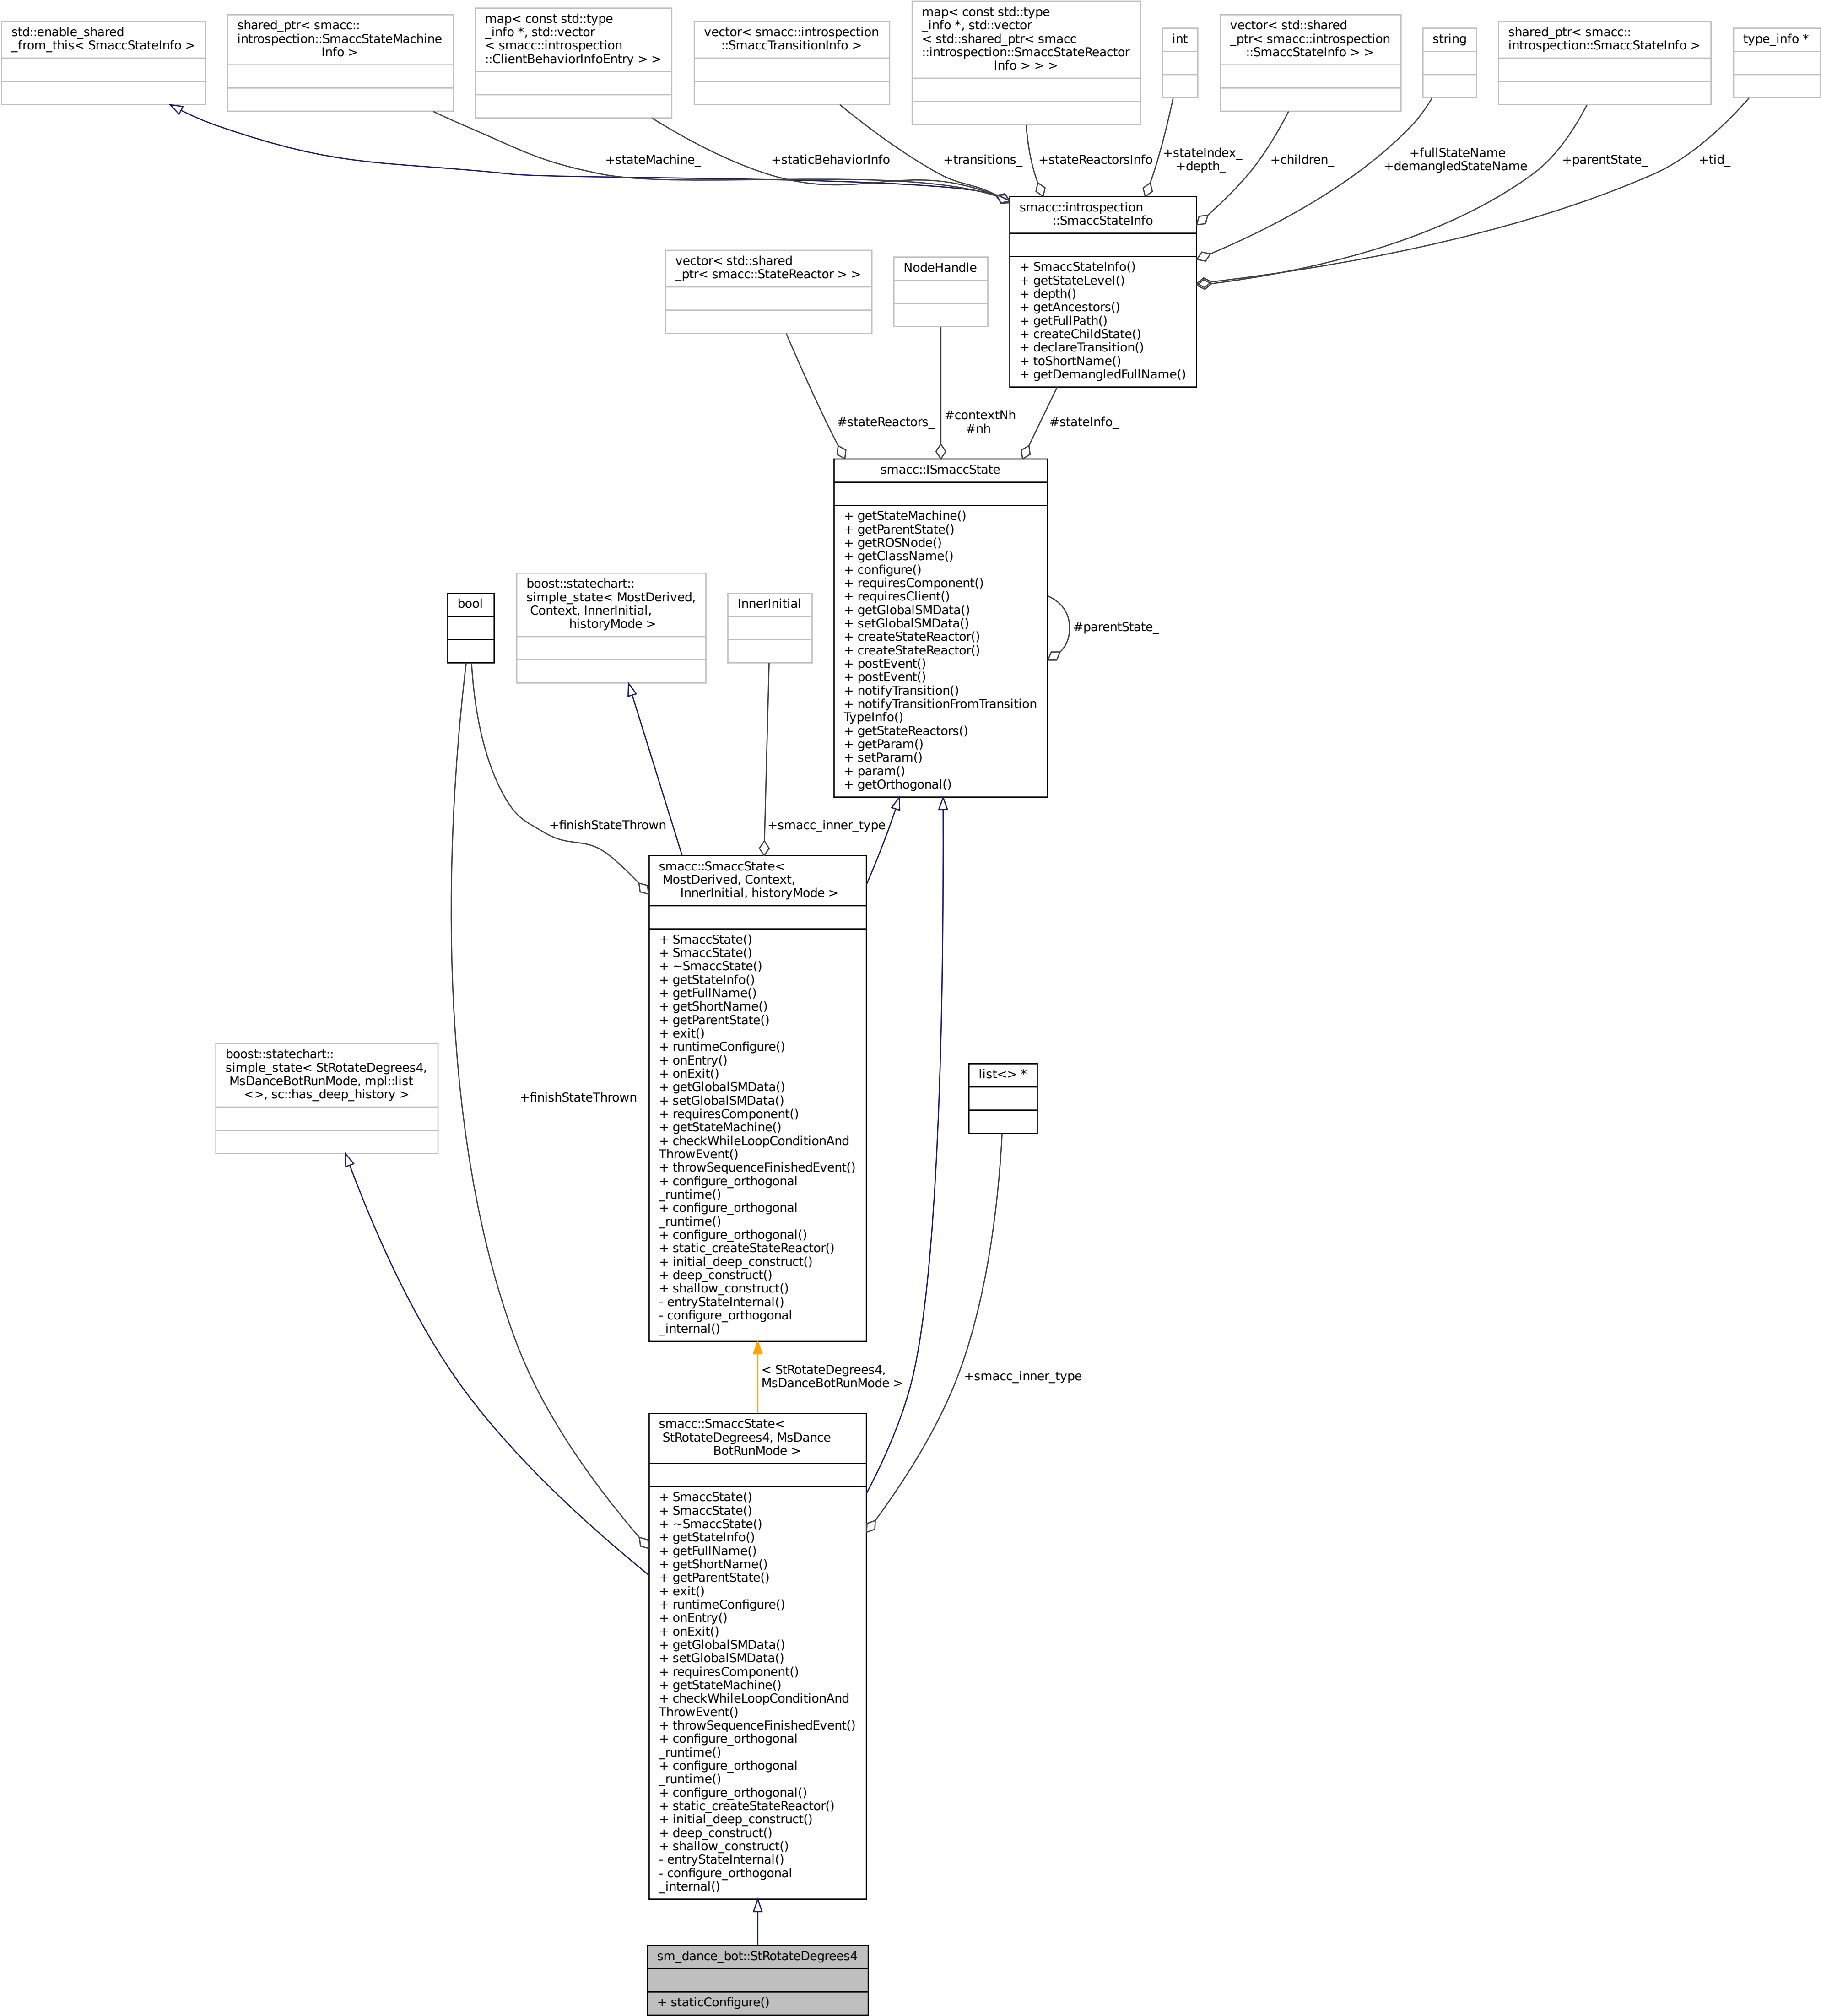 std::enable_shared
_from_this< SmaccStateInfo >
shared_ptr< smacc::
introspection::SmaccStateMachine
Info >
map< const std::type
_info *, std::vector
< smacc::introspection
::ClientBehaviorInfoEntry > >
vector< smacc::introspection
::SmaccTransitionInfo >
map< const std::type
_info *, std::vector
< std::shared_ptr< smacc
::introspection::SmaccStateReactor
Info > > >
int
vector< std::shared
_ptr< smacc::introspection
::SmaccStateInfo > >
string
shared_ptr< smacc::
introspection::SmaccStateInfo >
type_info *
+stateMachine_
+staticBehaviorInfo
+transitions_
+stateReactorsInfo
+stateIndex_
+depth_
+children_
+fullStateName
+demangledStateName
+parentState_
+tid_
smacc::introspection
::SmaccStateInfo
+ SmaccStateInfo()
+ getStateLevel()
+ depth()
+ getAncestors()
+ getFullPath()
+ createChildState()
+ declareTransition()
+ toShortName()
+ getDemangledFullName()
vector< std::shared
_ptr< smacc::StateReactor > >
NodeHandle
#stateReactors_
#contextNh
#nh
#stateInfo_
smacc::ISmaccState
+ getStateMachine()
+ getParentState()
+ getROSNode()
+ getClassName()
+ configure()
+ requiresComponent()
+ requiresClient()
+ getGlobalSMData()
+ setGlobalSMData()
+ createStateReactor()
+ createStateReactor()
+ postEvent()
+ postEvent()
+ notifyTransition()
+ notifyTransitionFromTransition
TypeInfo()
+ getStateReactors()
+ getParam()
+ setParam()
+ param()
+ getOrthogonal()
#parentState_
bool
boost::statechart::
simple_state< MostDerived,
Context, InnerInitial,
historyMode >
InnerInitial
+finishStateThrown
+smacc_inner_type
smacc::SmaccState<
MostDerived, Context,
InnerInitial, historyMode >
+ SmaccState()
+ SmaccState()
+ ~SmaccState()
+ getStateInfo()
+ getFullName()
+ getShortName()
+ getParentState()
+ exit()
+ runtimeConfigure()
+ onEntry()
+ onExit()
+ getGlobalSMData()
+ setGlobalSMData()
+ requiresComponent()
+ getStateMachine()
+ checkWhileLoopConditionAnd
ThrowEvent()
+ throwSequenceFinishedEvent()
+ configure_orthogonal
_runtime()
+ configure_orthogonal
_runtime()
+ configure_orthogonal()
+ static_createStateReactor()
+ initial_deep_construct()
+ deep_construct()
+ shallow_construct()
- entryStateInternal()
- configure_orthogonal
_internal()
boost::statechart::
simple_state< StRotateDegrees4,
MsDanceBotRunMode, mpl::list
<>, sc::has_deep_history >
+finishStateThrown
list<> *
< StRotateDegrees4,
MsDanceBotRunMode >
+smacc_inner_type
smacc::SmaccState<
StRotateDegrees4, MsDance
BotRunMode >
+ SmaccState()
+ SmaccState()
+ ~SmaccState()
+ getStateInfo()
+ getFullName()
+ getShortName()
+ getParentState()
+ exit()
+ runtimeConfigure()
+ onEntry()
+ onExit()
+ getGlobalSMData()
+ setGlobalSMData()
+ requiresComponent()
+ getStateMachine()
+ checkWhileLoopConditionAnd
ThrowEvent()
+ throwSequenceFinishedEvent()
+ configure_orthogonal
_runtime()
+ configure_orthogonal
_runtime()
+ configure_orthogonal()
+ static_createStateReactor()
+ initial_deep_construct()
+ deep_construct()
+ shallow_construct()
- entryStateInternal()
- configure_orthogonal
_internal()
sm_dance_bot::StRotateDegrees4
+ staticConfigure()